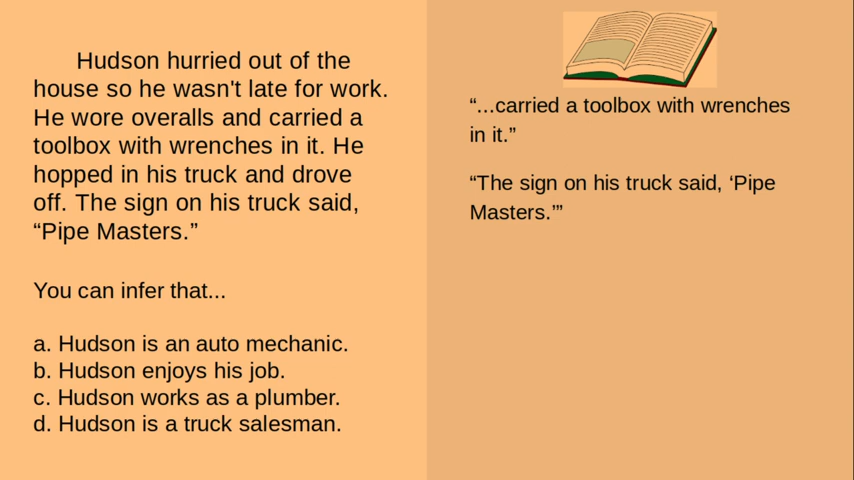 Hudson hurried out of the
house so he wasn't late for work.
He wore overalls and carried a
toolbox with wrenches in it. He
hopped in his truck and drove
off. The sign on his truck said,
“Pipe Masters.”
You can infer that...
a. Hudson is an auto mechanic.
b. Hudson enjoys his job.
c. Hudson works as a plumber.
d. Hudson is a truck salesman.
“...carried a toolbox with wrenches
in it.”
“The sign on his truck said, ‘Pipe
Masters.’”